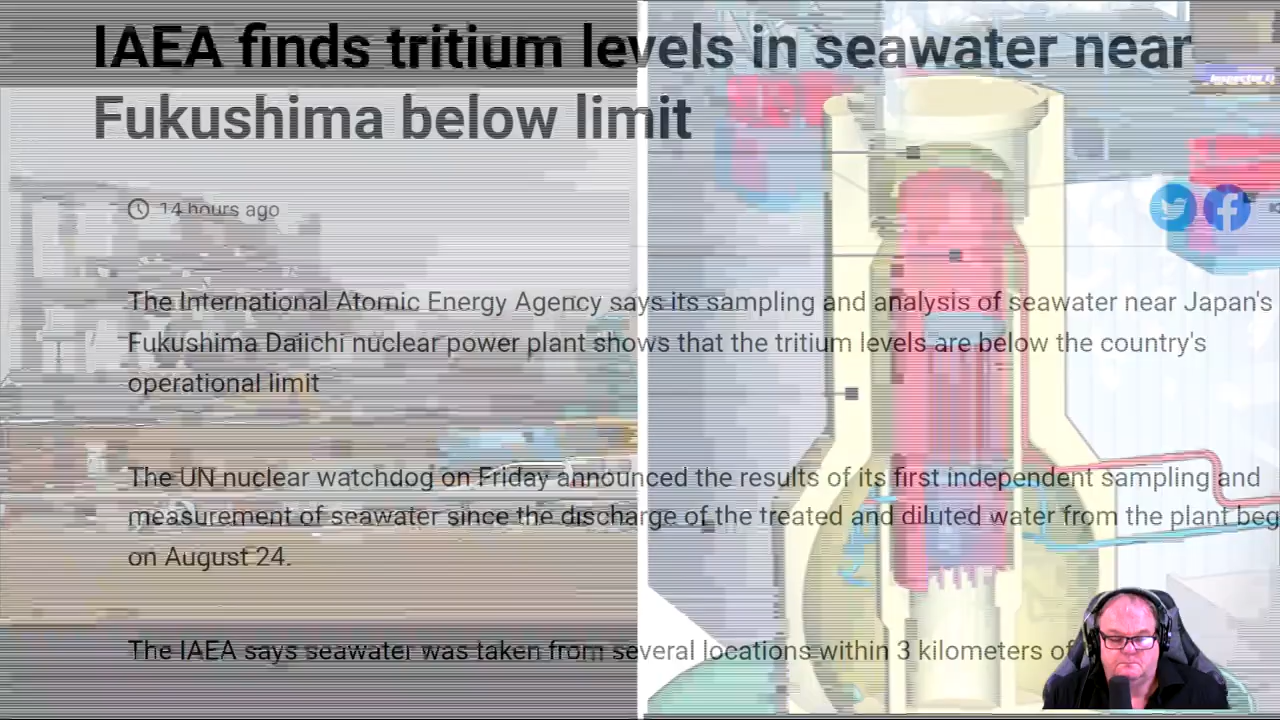 IAEA finds tritium levels in seawater near
Fukushima below limit
14 hours ago
The International Atomic Energy Agency says its sampling and analysis of seawater near Japan's
Fukushima Daiichi nuclear power plant shows that the tritium levels are below the country's
operational limit
The UN nuclear watchdog on Friday announced the results of its first independent sampling and
measurement of seawater since the discharge of the treated and diluted water from the plant beg
on August 24.
The IAEA says seawater was taken from several locations within 3 kilometers of